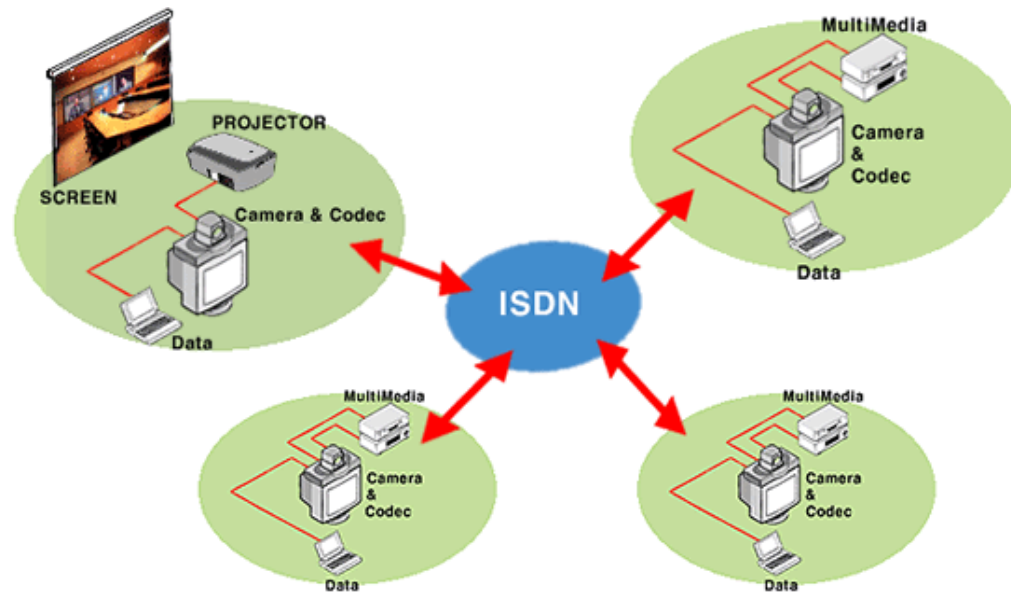 MultiMedia
PROJECTOR
SCREEN
Camera & Codec
Data
Camera
&
Codec
Data
ISDN
MultiMedia
Camera
&
Codec
Data
MultiMedia
Camera
&
Codec
Data